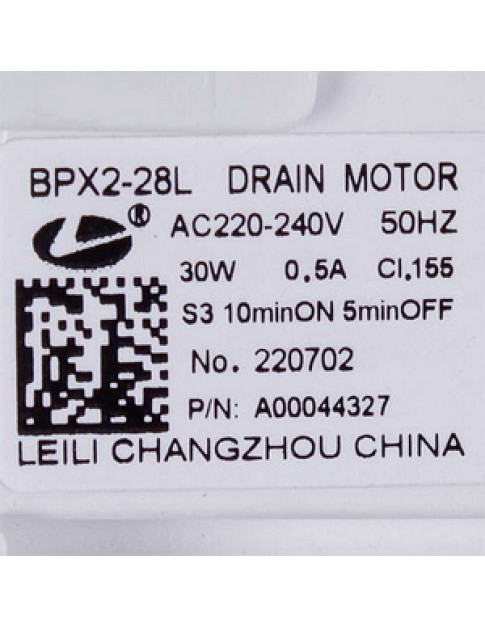 BPX2-28L DRAIN MOTOR
® AC220-240V 50HZ
30W 0.5A Cl.155
S3 10minON 5minOFF
No. 220702
P/N: A00044327
LEILI CHANGZHOU CHINA